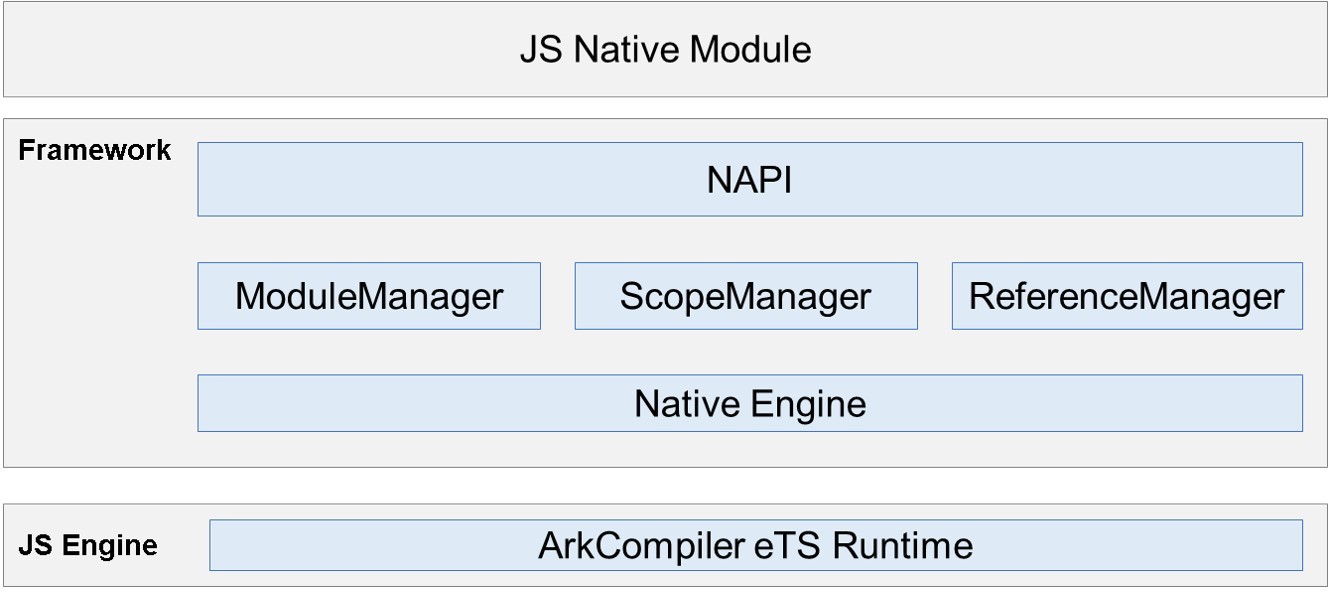 JS Native Module
Framework
NAPI
ModuleManager
ScopeManager
ReferenceManager
Native Engine
JS Engine
ArkCompiler eTS Runtime